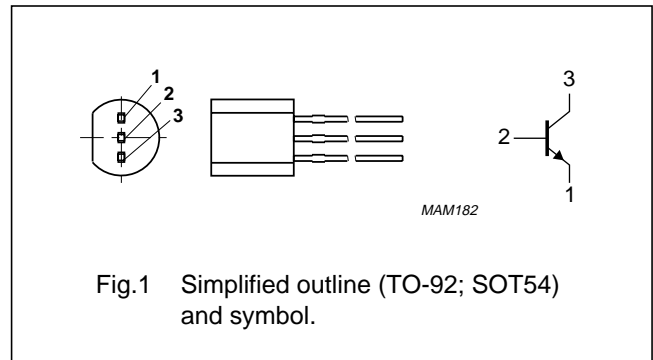 1
2
3
3
2
1
MAM182
Fig.1 Simplified outline (TO-92; SOT54)
and symbol.